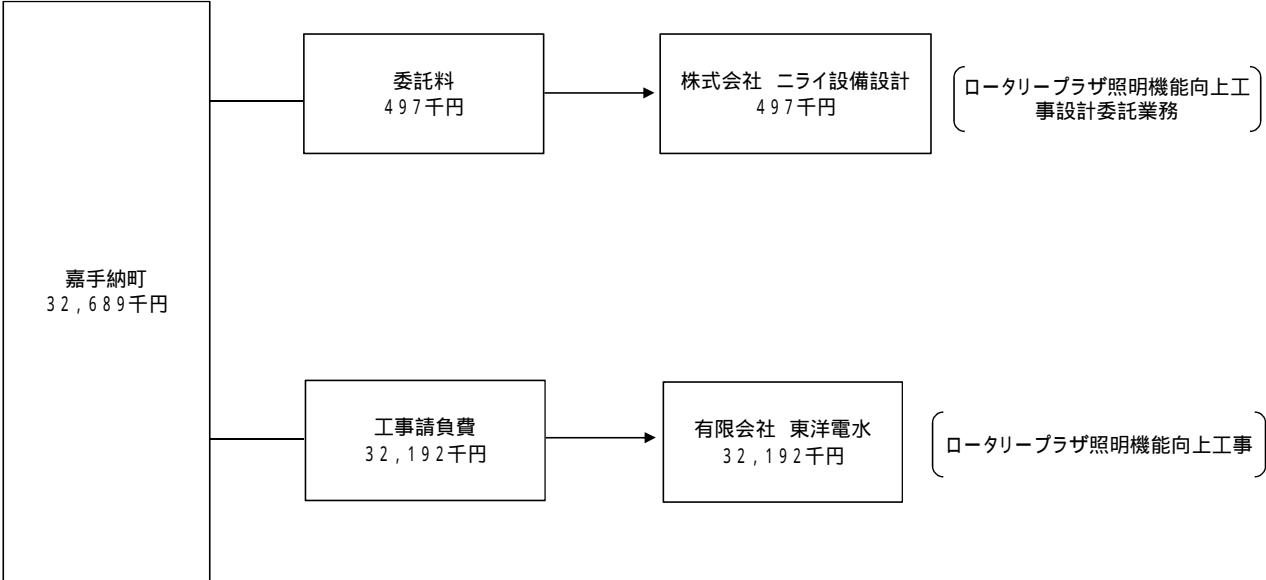 嘉手納町
32,689千円
委託料
497千円
株式会社 ニライ設備設計
497千円
ロータリープラザ照明機能向上工
事設計委託業務
工事請負費
32,192千円
有限会社 東洋電水
32,192千円
ロータリープラザ照明機能向上工事